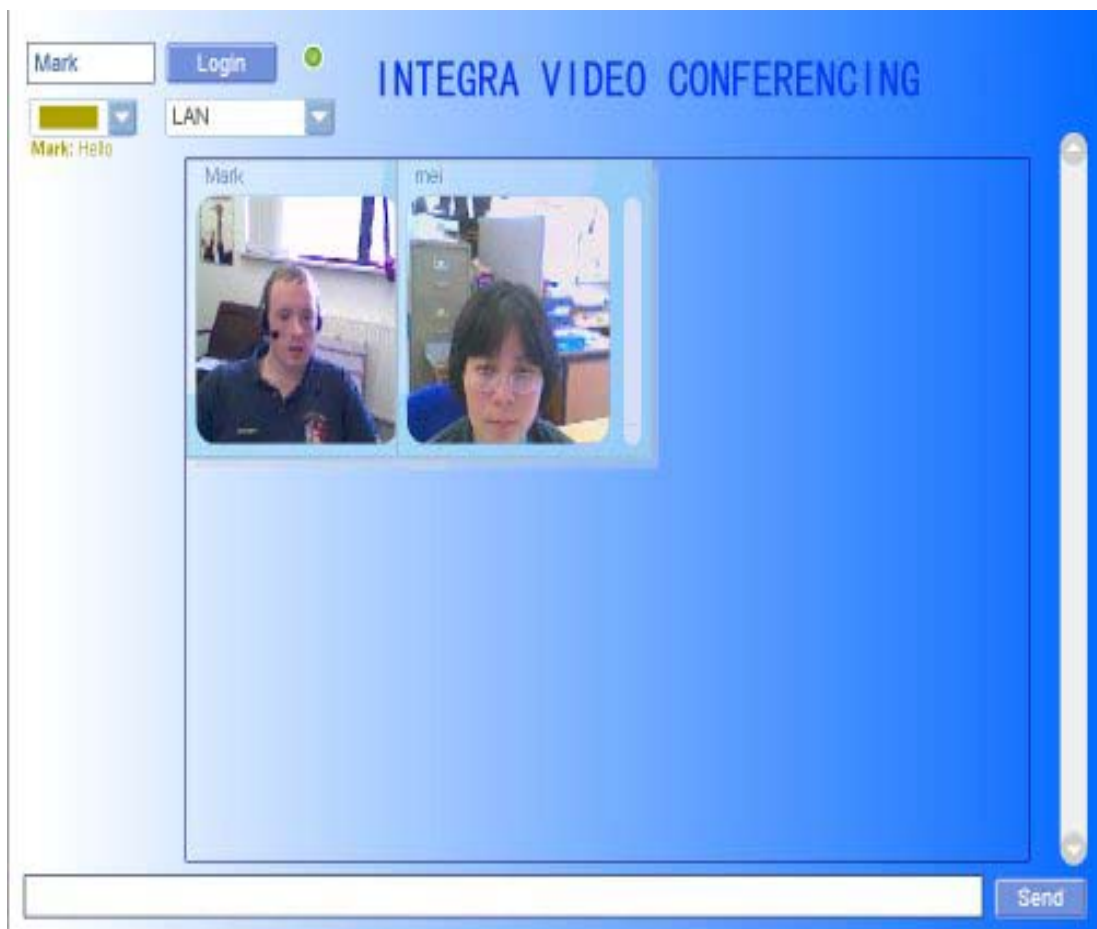 Mark
Login
INTEGRA VIDEO CONFERENCING
LAN
Mark: Hello
Mark
mei
Send